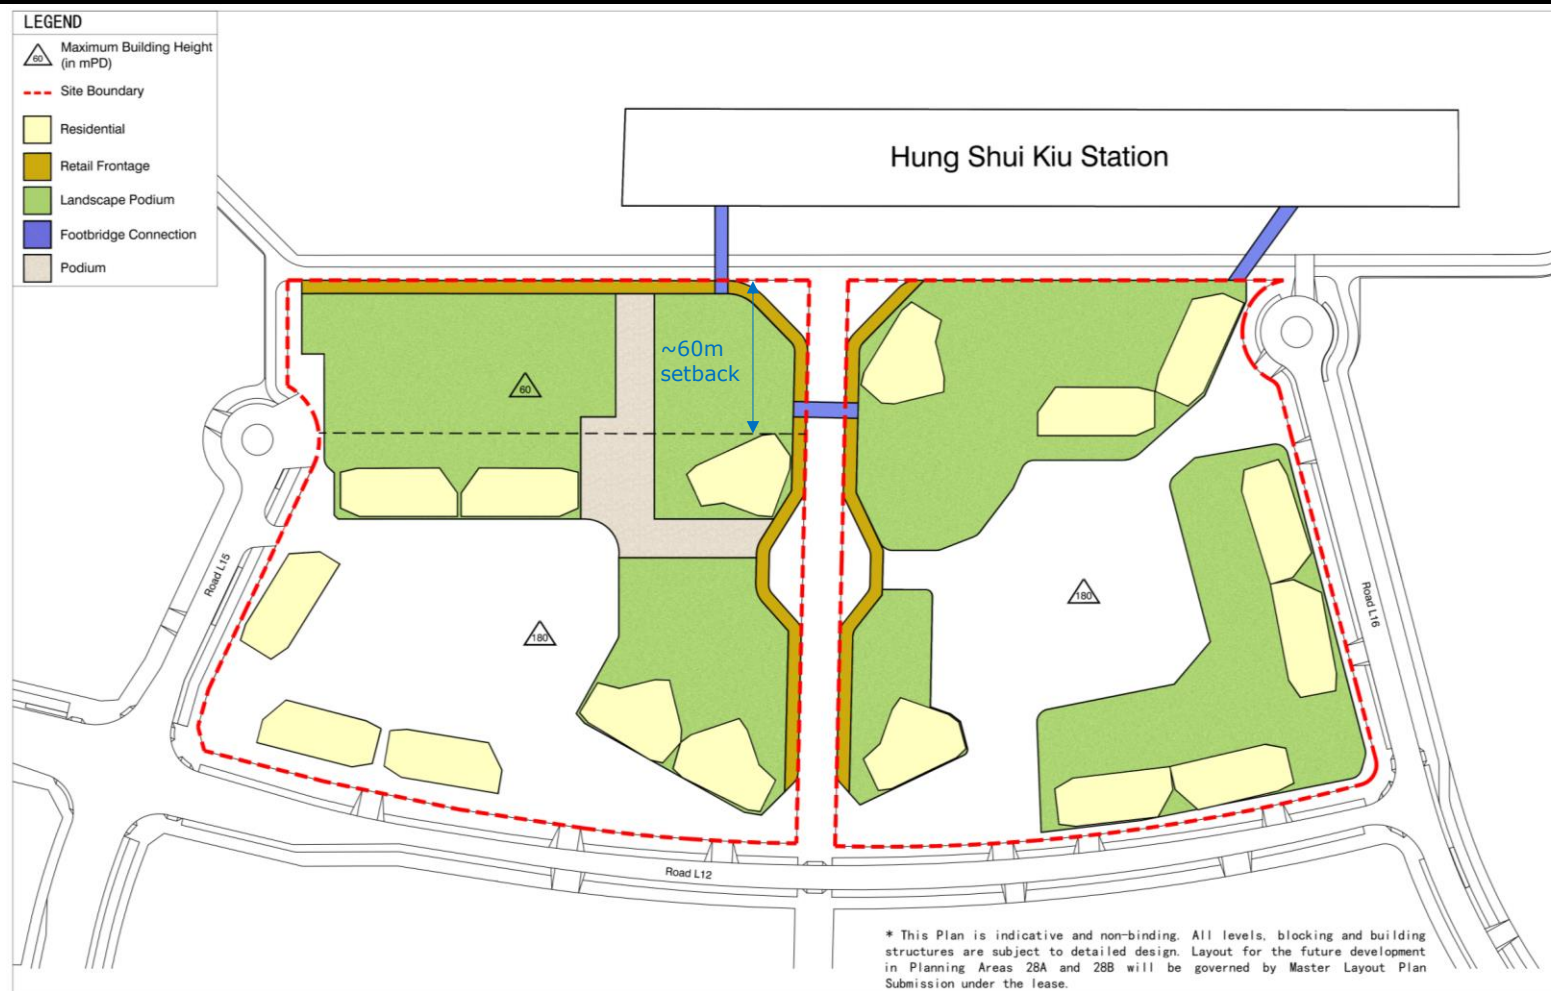 LEGEND
60
Maximum Building Height
(in mPD)
Site Boundary
Residential
Retail Frontage
Landscape Podium
Footbridge Connection
Podium
Hung Shui Kiu Station
~60m
setback
60
180
180
Road L15
Road L16
Road L12
* This Plan is indicative and non-binding. All levels, blocking and building
structures are subject to detailed design. Layout for the future development
in Planning Areas 28A and 28B will be governed by Master Layout Plan
Submission under the lease.